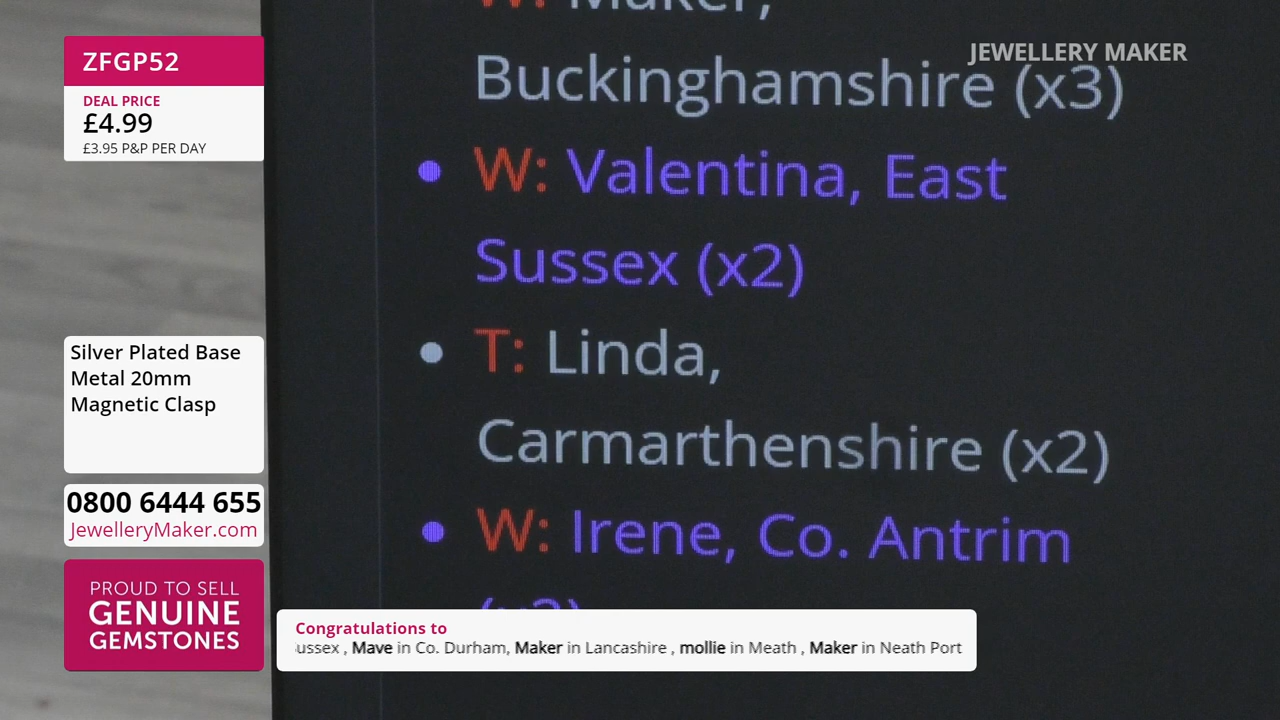 ZFGP52
DEAL PRICE
£4.99
£3.95 P&P PER DAY
Silver Plated Base
Metal 20mm
Magnetic Clasp
0800 6444 655
JewelleryMaker.com
PROUD TO SELL
GENUINE
GEMSTONES
JEWELLERY MAKER
W: Maker,
Buckinghamshire (x3)
• W: Valentina, East
Sussex (x2)
• T: Linda,
Carmarthenshire (x2)
• W: Irene, Co. Antrim
Congratulations to
ussex , Mave in Co. Durham, Maker in Lancashire , mollie in Meath , Maker in Neath Port